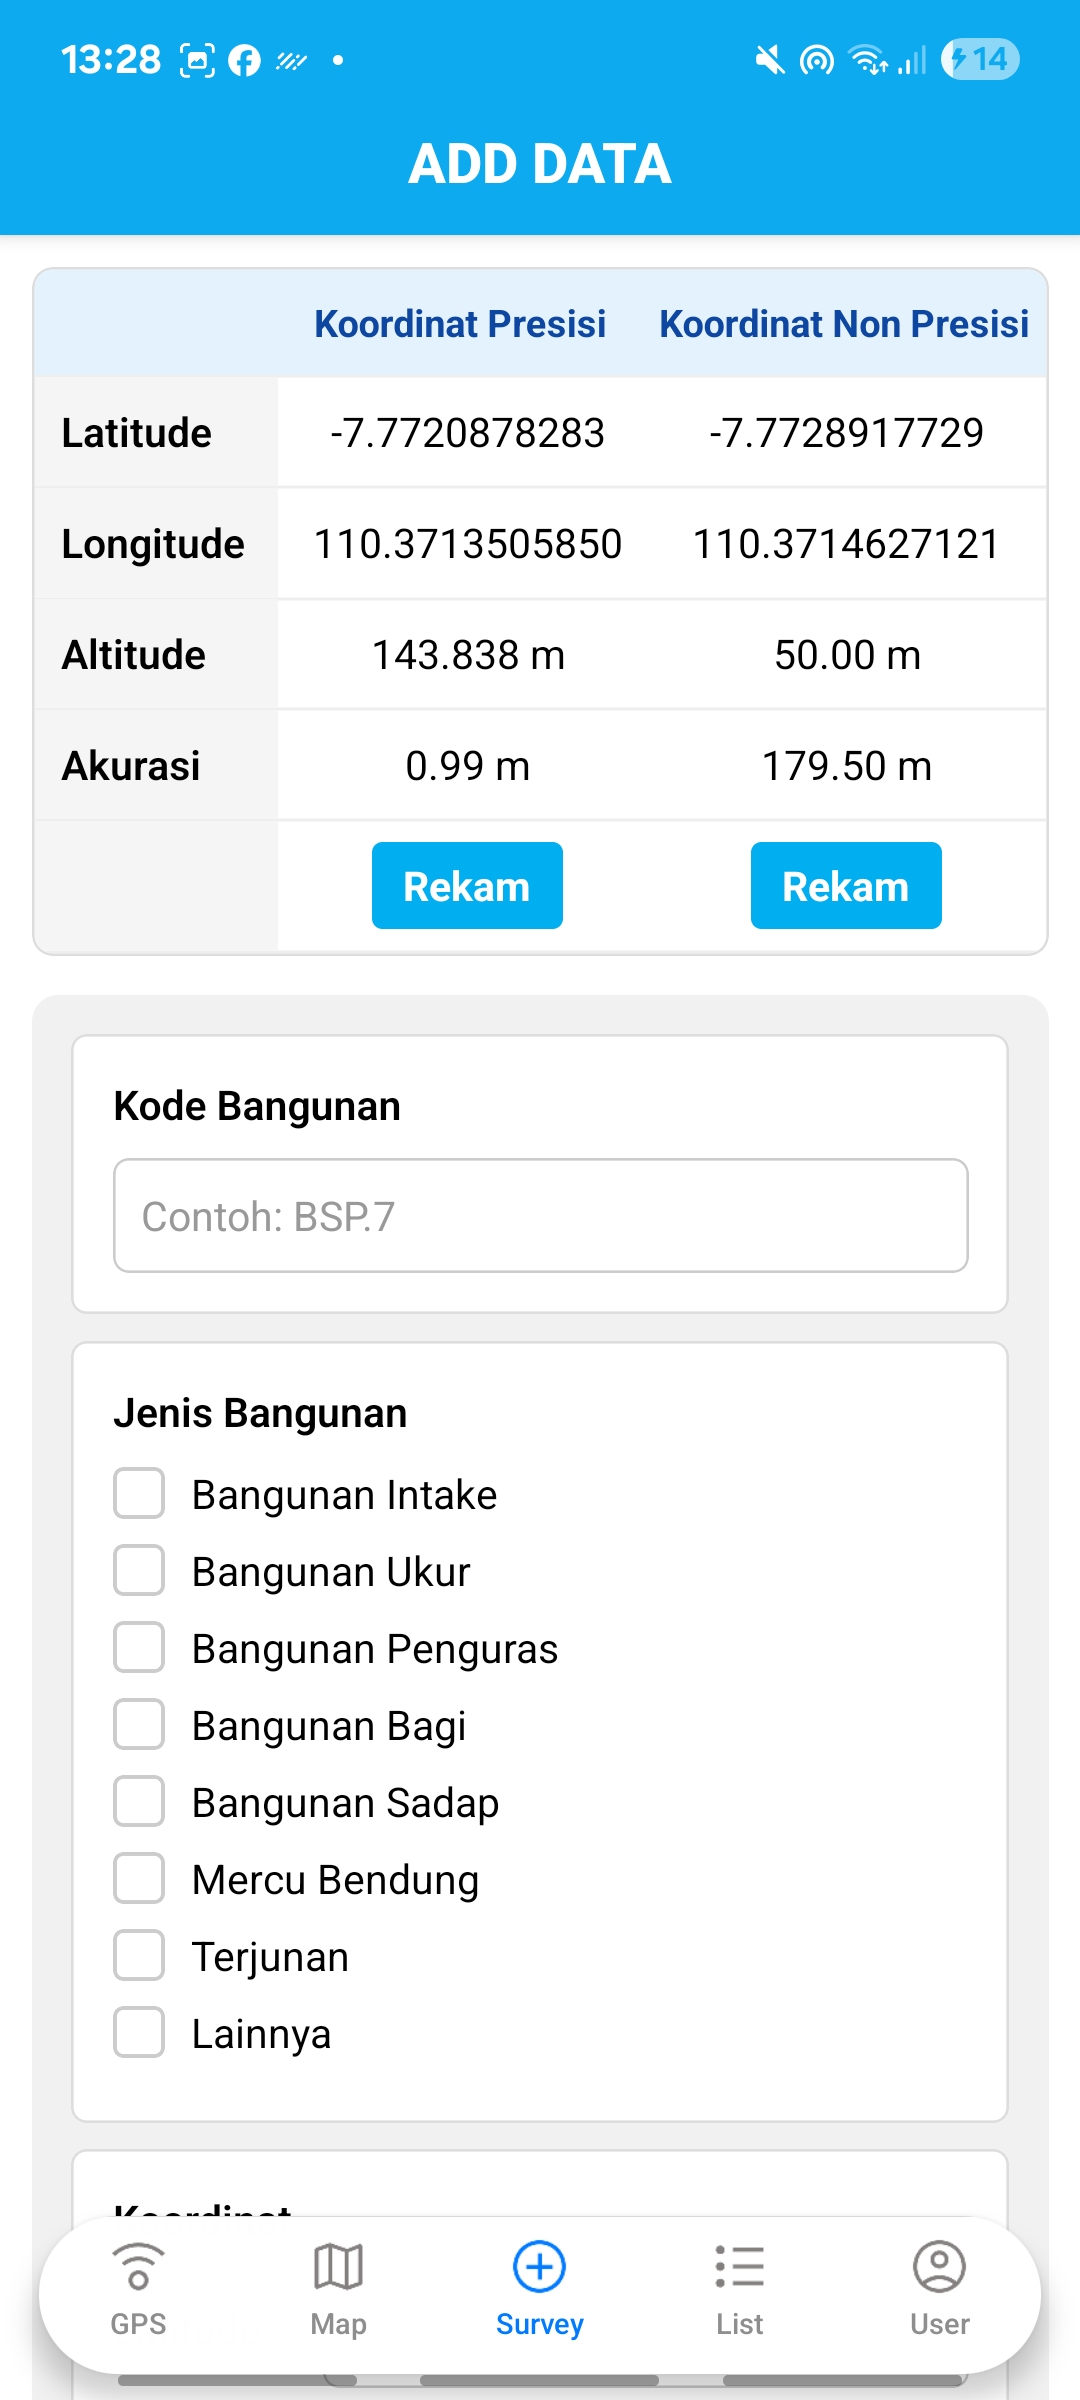 13:28
14
ADD DATA
Koordinat Presisi Koordinat Non Presisi
Latitude -7.7720878283 -7.7728917729
Longitude 110.3713505850 110.3714627121
Altitude 143.838 m 50.00 m
Akurasi 0.99 m 179.50 m
Rekam Rekam
Kode Bangunan
Contoh: BSP.7
Jenis Bangunan
Bangunan Intake
Bangunan Ukur
Bangunan Penguras
Bangunan Bagi
Bangunan Sadap
Mercu Bendung
Terjunan
Lainnya
Koordinat
GPS Map Survey List User